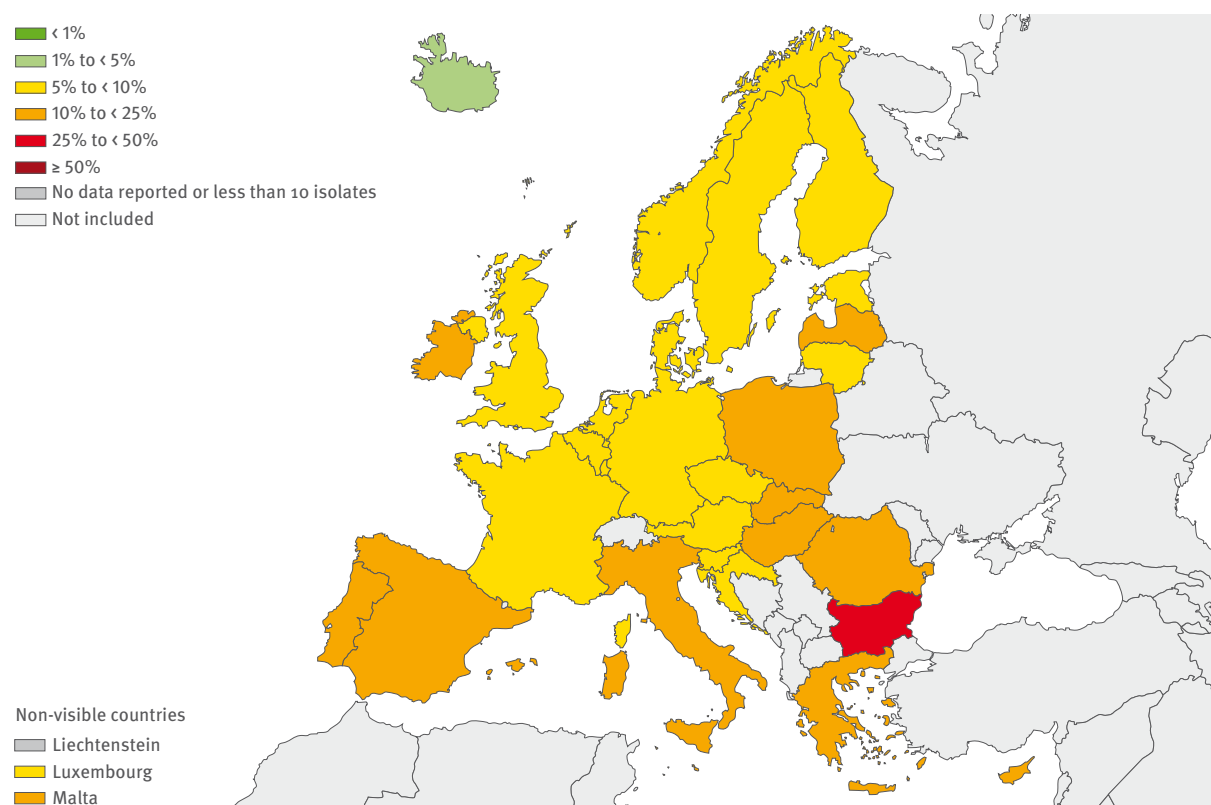 < 1%
1% to < 5%
5% to < 10%
10% to < 25%
25% to < 50%
≥ 50%
No data reported or less than 10 isolates
Not included
Non-visible countries
Liechtenstein
Luxembourg
Malta